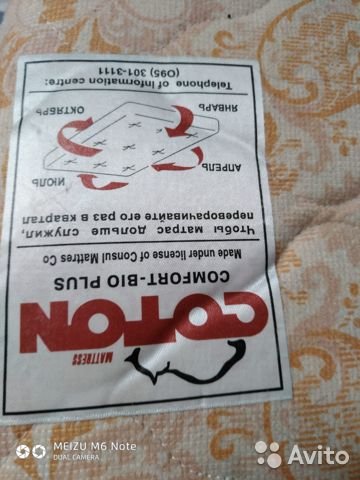 MATTRESS
COTTON
COMFORT-BIO PLUS
Made under license of Consul Mattres Co
Чтобы матрас дольше служил,
переворачивайте его раз в квартал
АПРЕЛЬ ИЮЛЬ
ЯНВАРЬ ОКТЯБРЬ
Telephone of information centre:
(095) 301-3111
MEIZU M6 Note
DUAL CAMERA
Avito